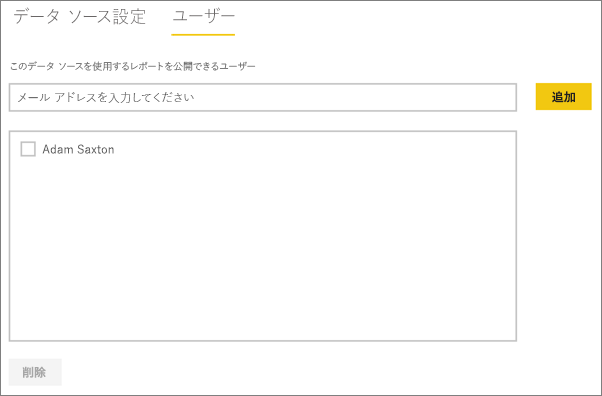 データ ソース設定 ユーザー
このデータ ソースを使用するレポートを公開できるユーザー
メール アドレスを入力してください 追加
Adam Saxton
削除